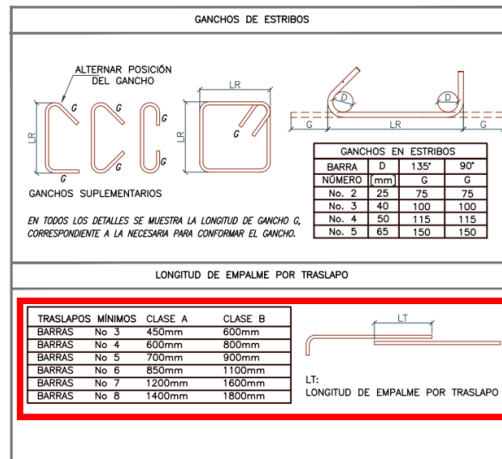 GANCHOS DE ESTRIBOS
ALTERNAR POSICIÓN
DEL GANCHO
G
G
G
LR
G
G
LR
LR
G
D
D
G
LR
G
GANCHOS SUPLEMENTARIOS
GANCHOS EN ESTRIBOS
BARRA D 135° 90°
NÚMERO (mm) G G
No. 2 25 75 75
No. 3 40 100 100
No. 4 50 115 115
No. 5 65 150 150
EN TODOS LOS DETALLES SE MUESTRA LA LONGITUD DE GANCHO G,
CORRESPONDIENTE A LA NECESARIA PARA CONFORMAR EL GANCHO.
LONGITUD DE EMPALME POR TRASLAPO
TRASLAPOS MÍNIMOS CLASE A CLASE B
BARRAS No 3 450mm 600mm
BARRAS No 4 600mm 800mm
BARRAS No 5 700mm 900mm
BARRAS No 6 850mm 1100mm
BARRAS No 7 1200mm 1600mm
BARRAS No 8 1400mm 1800mm
LT
LT:
LONGITUD DE EMPALME POR TRASLAPO